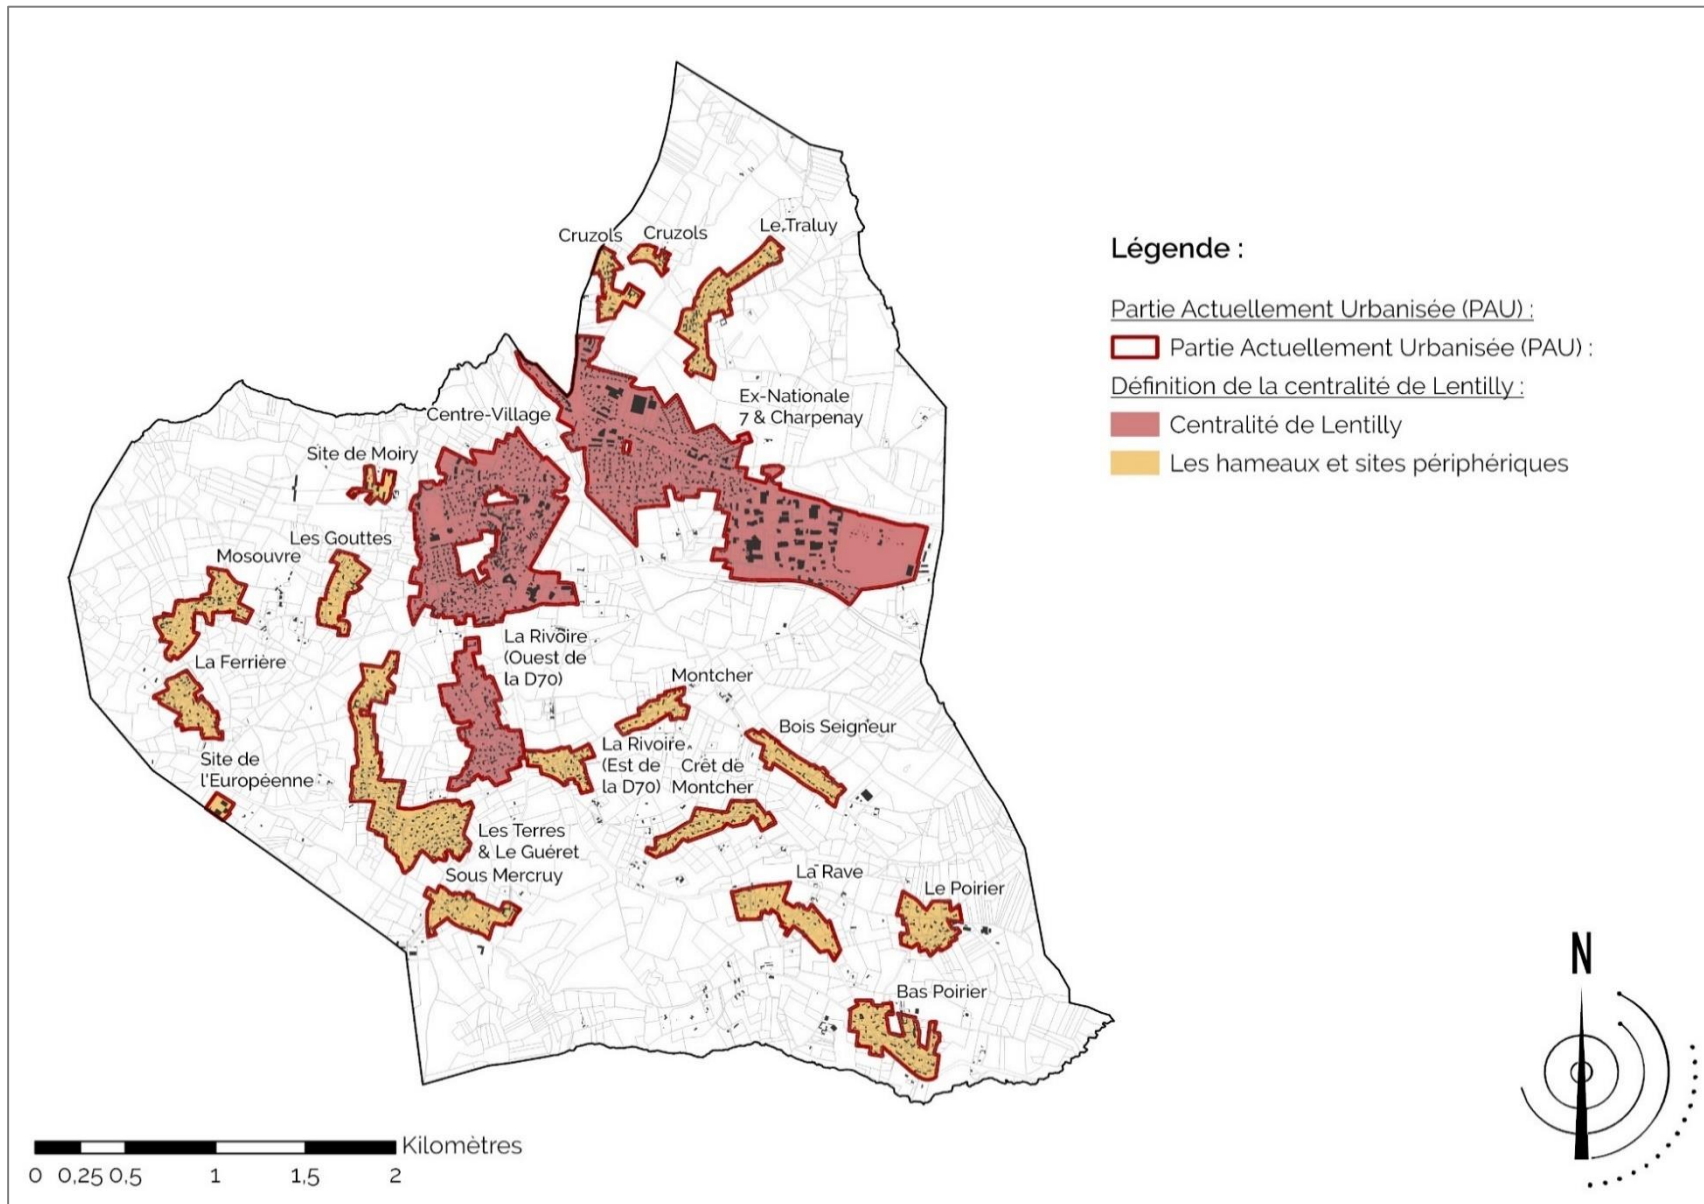 Cruzols
Cruzols
Le Traluy
Légende :
Partie Actuellement Urbanisée (PAU) :
Partie Actuellement Urbanisée (PAU) :
Définition de la centralité de Lentilly :
Centralité de Lentilly
Les hameaux et sites périphériques
Ex-Nationale
7 & Charpenay
Centre-Village
Site de Moiry
Les Gouttes
Mosouvre
La Ferrière
Site de
l'Européenne
La Rivoire
(Ouest de
la D70)
Montcher
Bois Seigneur
La Rivoire
(Est de
la D70)
Crêt de
Montcher
Les Terres
& Le Guéret
Sous Mercruy
La Rave
Le Poirier
Bas Poirier
N
Kilomètres
0 0,25 0,5 1 1,5 2